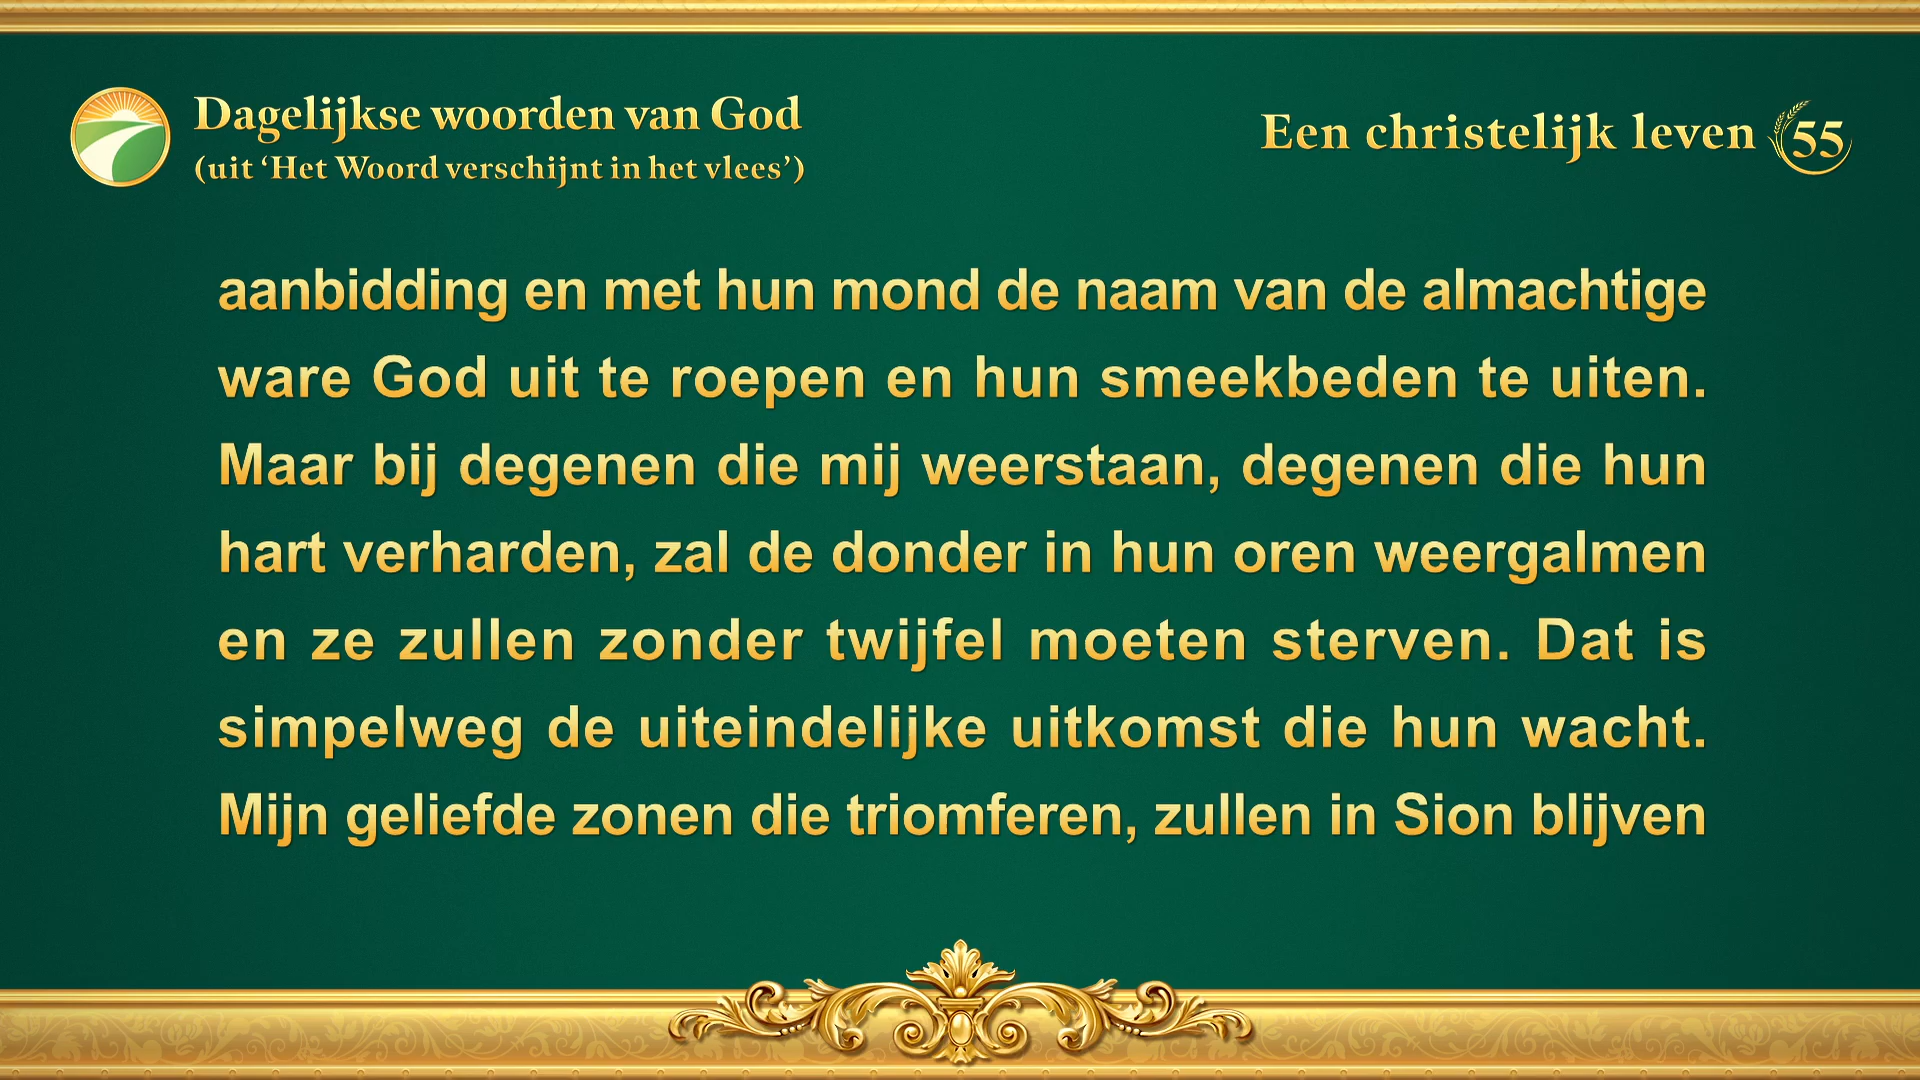 Dagelijkse woorden van God
(uit ‘Het Woord verschijnt in het vlees’)
Een christelijk leven 55
aanbidding en met hun mond de naam van de almachtige
ware God uit te roepen en hun smeekbeden te uiten.
Maar bij degenen die mij weerstaan, degenen die hun
hart verharden, zal de donder in hun oren weergalmen
en ze zullen zonder twijfel moeten sterven. Dat is
simpelweg de uiteindelijke uitkomst die hun wacht.
Mijn geliefde zonen die triomferen, zullen in Sion blijven